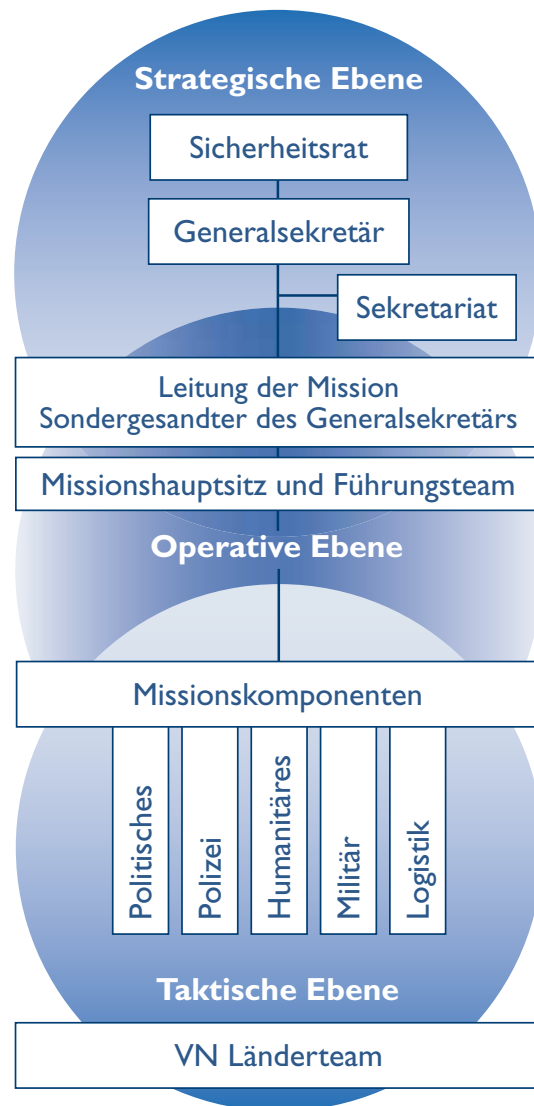 Strategische Ebene
Sicherheitsrat
Generalsekretär
Sekretariat
Leitung der Mission
Sondergesandter des Generalsekretärs
Missionshauptsitz und Führungsteam
Operative Ebene
Missionskomponenten
Politisches
Polizei
Humanitäres
Militär
Logistik
Taktische Ebene
VN Länderteam